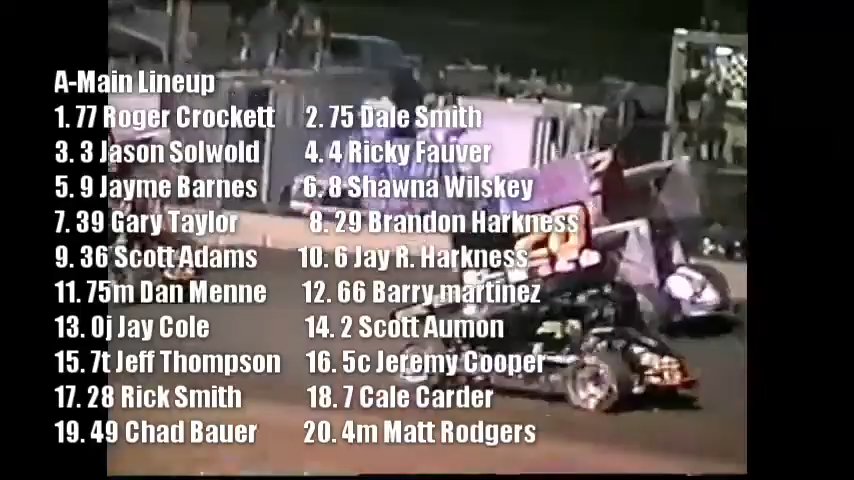 A-Main Lineup
1. 77 Roger Crockett 2. 75 Dale Smith
3. 3 Jason Solwold 4. 4 Ricky Fauver
5. 9 Jayme Barnes 6. 8 Shawna Wilskey
7. 39 Gary Taylor 8. 29 Brandon Harkness
9. 36 Scott Adams 10. 6 Jay R. Harkness
11. 75m Dan Menne 12. 66 Barry martinez
13. 0j Jay Cole 14. 2 Scott Aumon
15. 7t Jeff Thompson 16. 5c Jeremy Cooper
17. 28 Rick Smith 18. 7 Cale Carder
19. 49 Chad Bauer 20. 4m Matt Rodgers